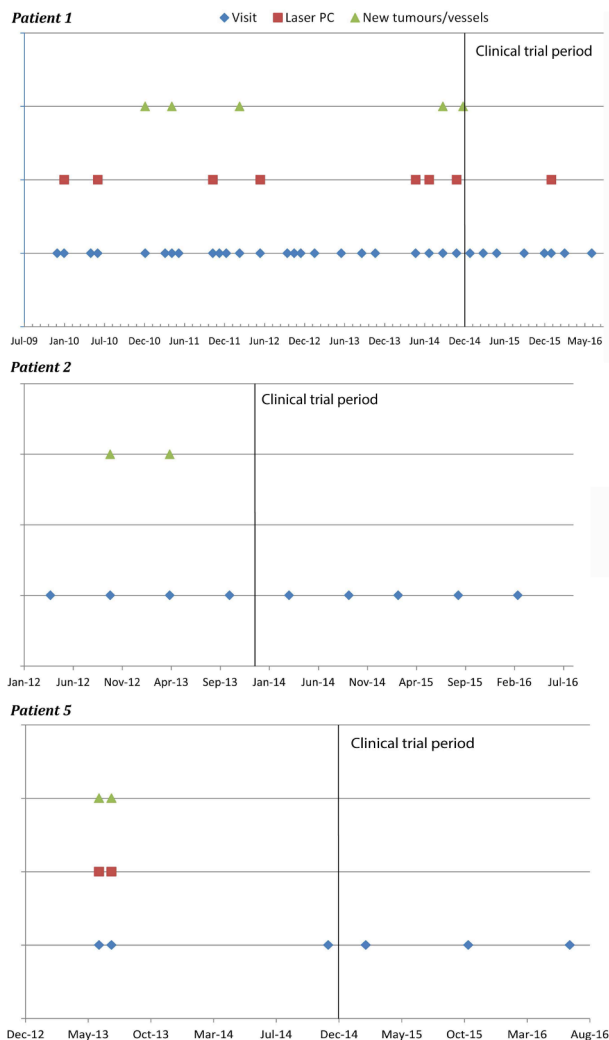 Patient 1
Visit Laser PC New tumours/vessels
Clinical trial period
Jul-09 Jan-10 Jul-10 Dec-10 Jun-11 Dec-11 Jun-12 Dec-12 Jun-13 Dec-13 Jun-14 Dec-14 Jun-15 Dec-15 May-16
Patient 2
Clinical trial period
Jan-12 Jun-12 Nov-12 Apr-13 Sep-13 Jan-14 Jun-14 Nov-14 Apr-15 Sep-15 Feb-16 Jul-16
Patient 5
Clinical trial period
Dec-12 May-13 Oct-13 Mar-14 Jul-14 Dec-14 May-15 Oct-15 Mar-16 Aug-16